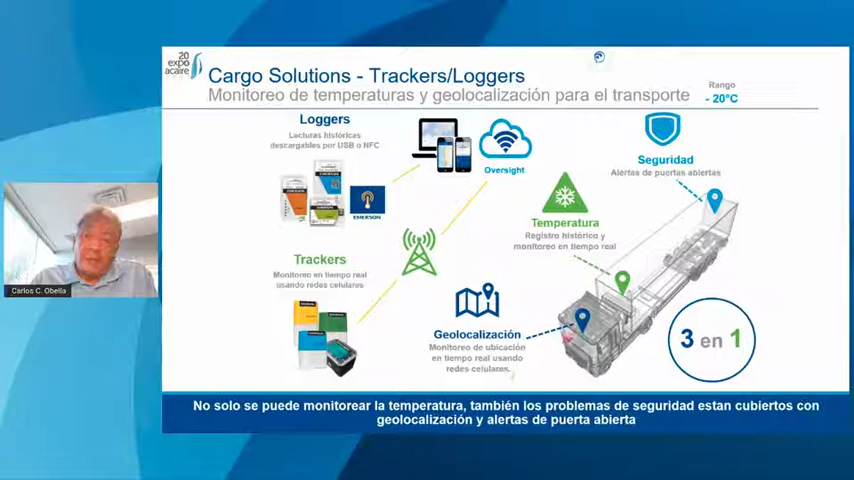 20
expo
acaire
Cargo Solutions - Trackers/Loggers
Monitoreo de temperaturas y geolocalización para el transporte
Rango
- 20°C
Loggers
Lecturas históricas
descargables por USB o NFC
EMERSON
Oversight
Seguridad
Alertas de puertas abiertas
Temperatura
Registro histórico y
monitoreo en tiempo real
Trackers
Monitoreo en tiempo real
usando redes celulares
Geolocalización
Monitoreo de ubicación
en tiempo real usando
redes celulares.
3 en 1
Carlos C. Obella
No solo se puede monitorear la temperatura, también los problemas de seguridad estan cubiertos con
geolocalización y alertas de puerta abierta